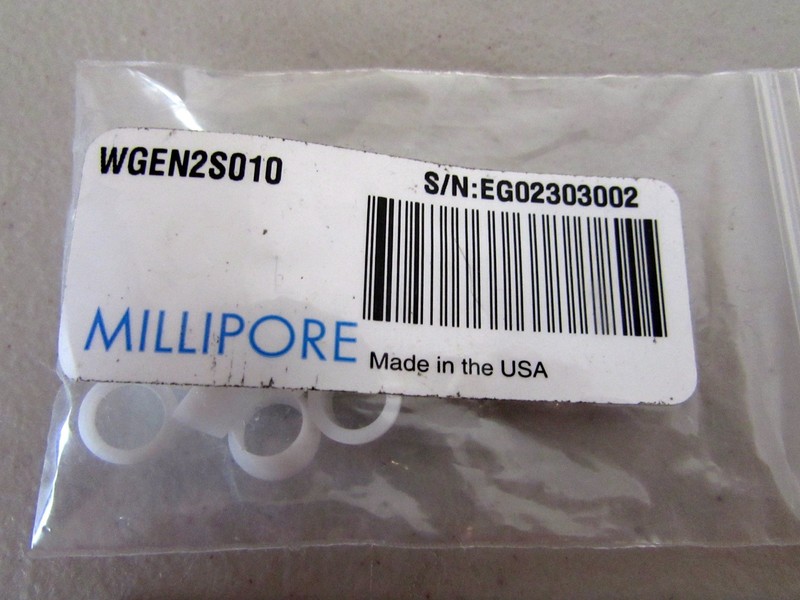 WGEN2S010
S/N:EG02303002
MILLIPORE
Made in the USA